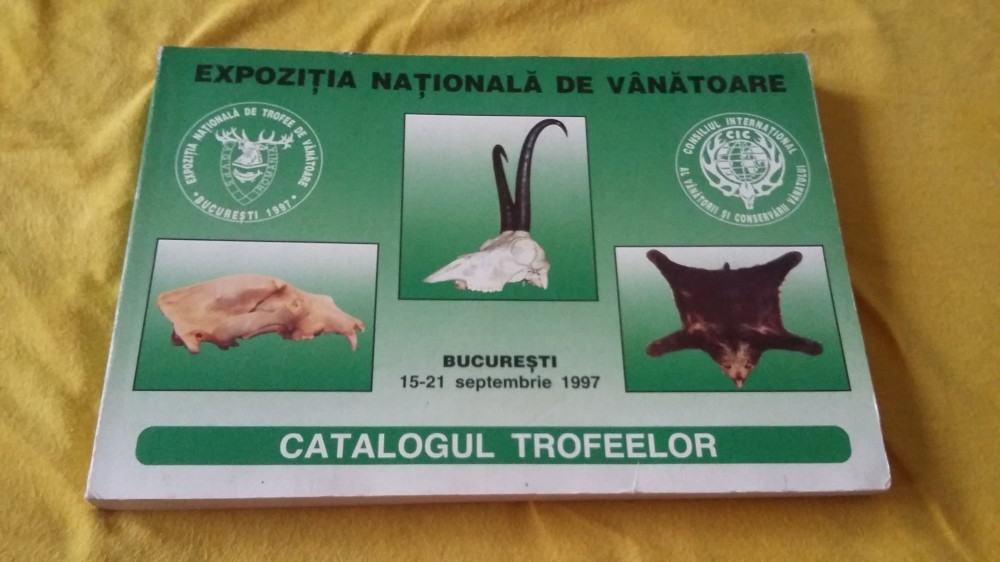 EXPOZIȚIA NAȚIONALĂ DE VÂNĂTOARE
EXPOZIȚIA NAȚIONALĂ DE TROFEE DE VÂNĂTOARE
• BUCUREȘTI 1997 •
ROMÂNIA
CONSILIUL INTERNAȚIONAL
AL VÂNĂTORII ȘI CONSERVĂRII VÂNATULUI
CIC
BUCUREȘTI
15-21 septembrie 1997
CATALOGUL TROFEELOR